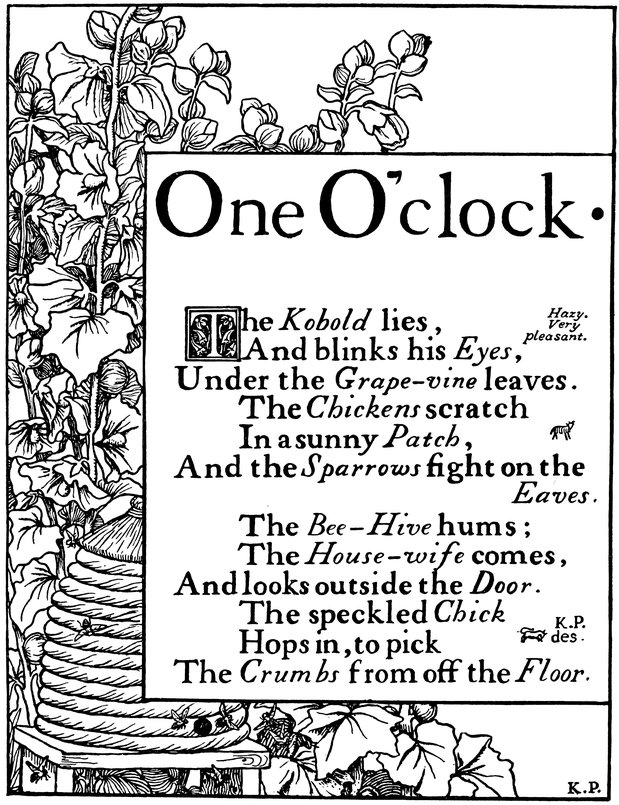 One O'clock.
The Kobold lies,
And blinks his Eyes,
Under the Grape-vine leaves.
The Chickens scratch
In a sunny Patch,
And the Sparrows fight on the
Eaves.
Hazy.
Very
pleasant.
The Bee-Hive hums;
The House-wife comes,
And looks outside the Door.
The speckled Chick
Hops in, to pick
The Crumbs from off the Floor.
K.P.
des.
K.P.